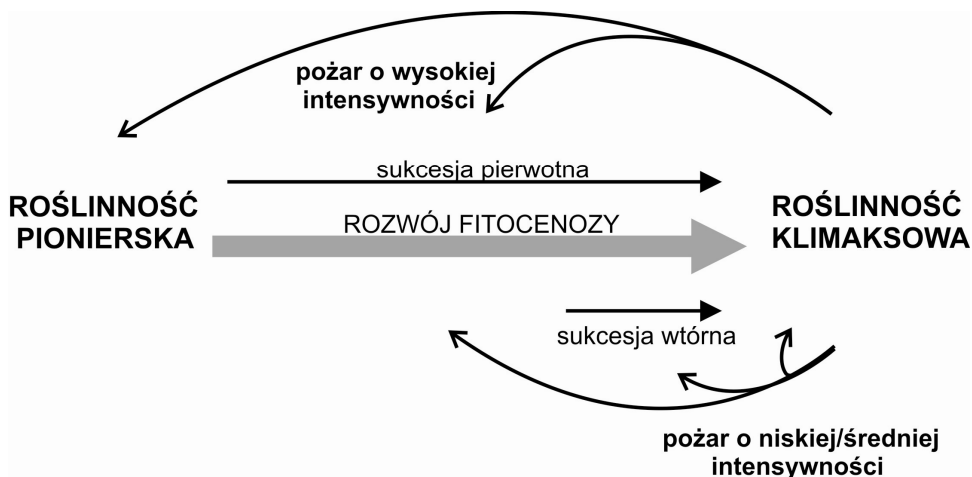 pożar o wysokiej
intensywności
sukcesja pierwotna
ROŚLINNOŚĆ
PIONIERSKA
ROZWÓJ FITOCENOZY
ROŚLINNOŚĆ
KLIMAKSOWA
sukcesja wtórna
pożar o niskiej/średniej
intensywności